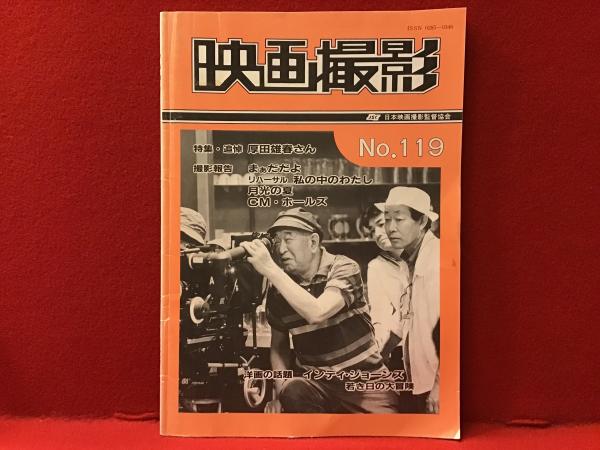 ISSN 0285-0346
映画撮影
JSC 日本映画撮影監督協会
特集・追悼 厚田雄春さん
No.119
撮影報告 まぁだだよ
リハーサル 私の中のわたし
月光の夏
CM・ホールズ
洋画の話題 インディ・ジョーンズ
若き日の大冒険